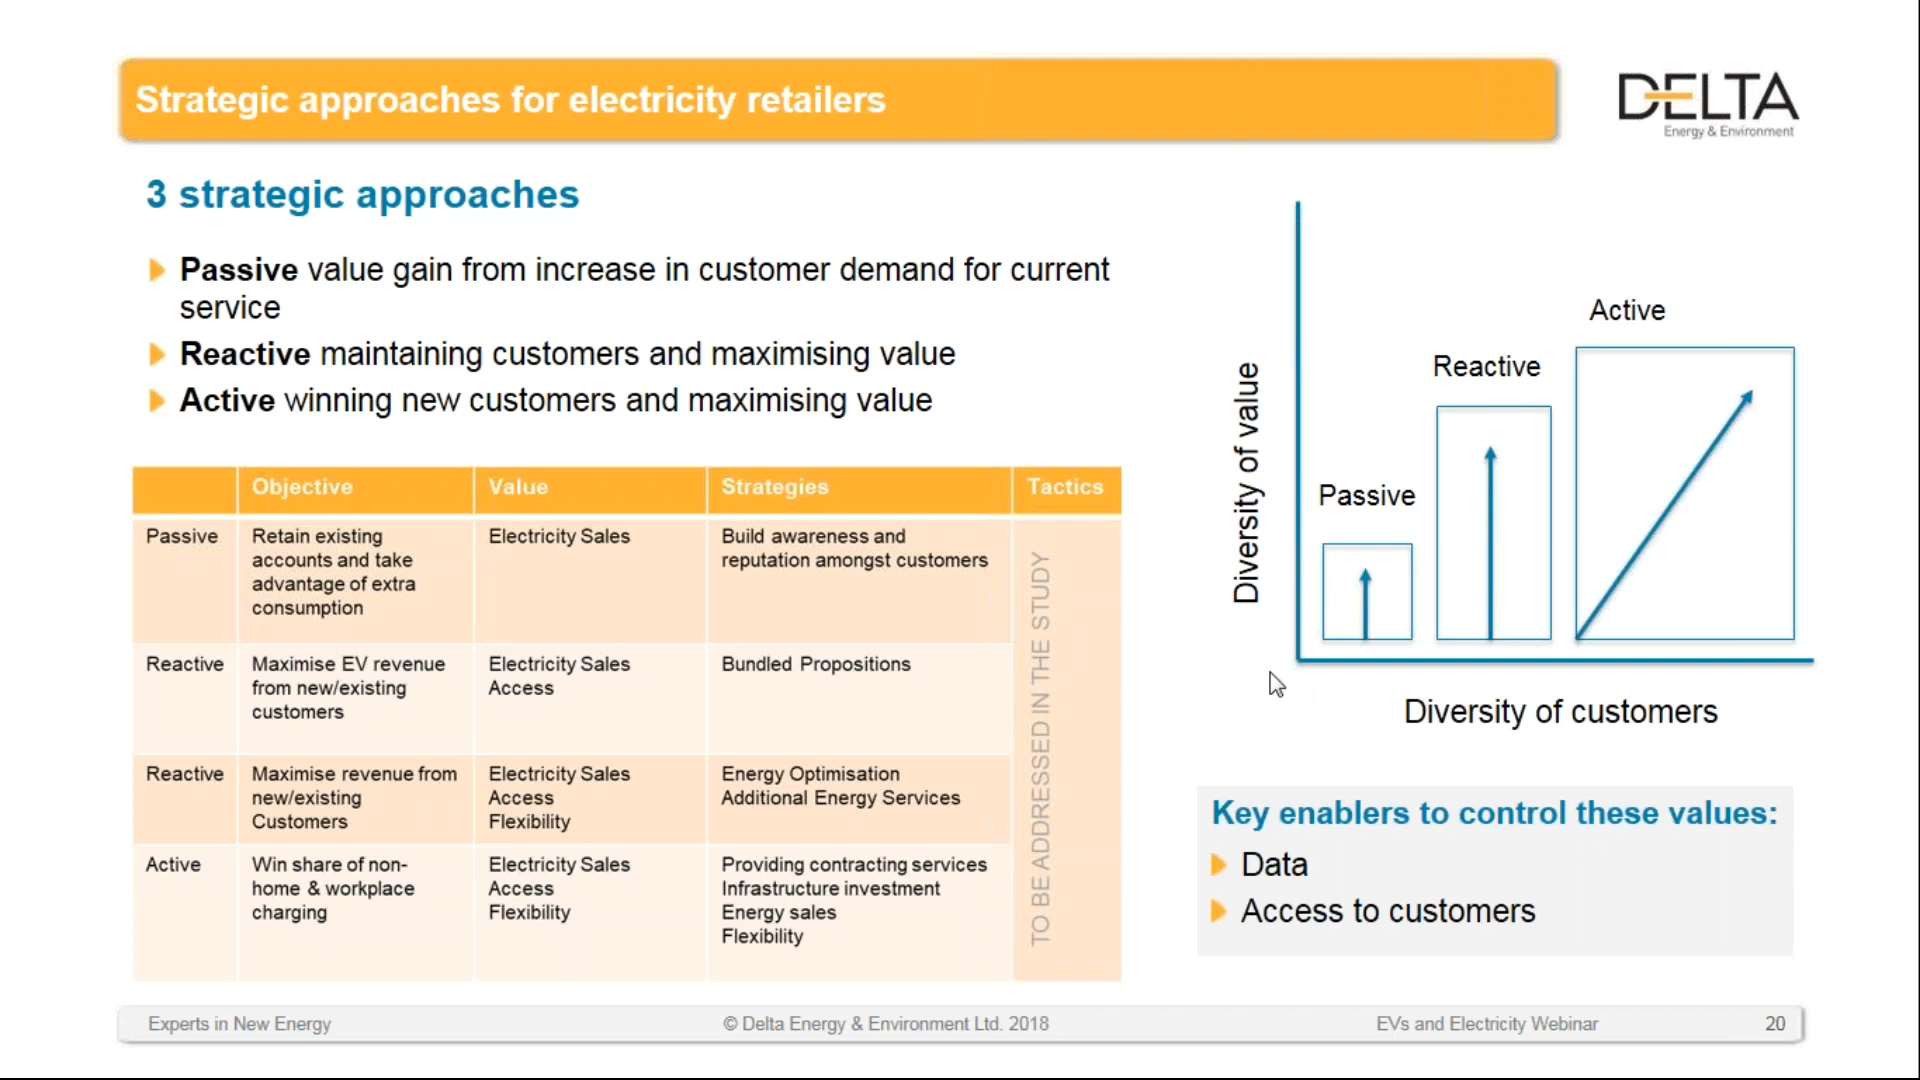 Strategic approaches for electricity retailers
DELTA
Energy & Environment
3 strategic approaches
Passive value gain from increase in customer demand for current
service
Reactive maintaining customers and maximising value
Active winning new customers and maximising value
Objective Value Strategies Tactics
Passive
Retain existing
accounts and take
advantage of extra
consumption
Electricity Sales
Build awareness and
reputation amongst customers
Reactive
Maximise EV revenue
from new/existing
customers
Electricity Sales
Access
Bundled Propositions
Reactive
Maximise revenue from
new/existing
Customers
Electricity Sales
Access
Flexibility
Energy Optimisation
Additional Energy Services
Active
Win share of non-
home & workplace
charging
Electricity Sales
Access
Flexibility
Providing contracting services
Infrastructure investment
Energy sales
Flexibility
TO BE ADDRESSED IN THE STUDY
Diversity of value
Passive
Reactive
Active
Diversity of customers
Key enablers to control these values:
Data
Access to customers
Experts in New Energy
© Delta Energy & Environment Ltd. 2018
EVs and Electricity Webinar
20